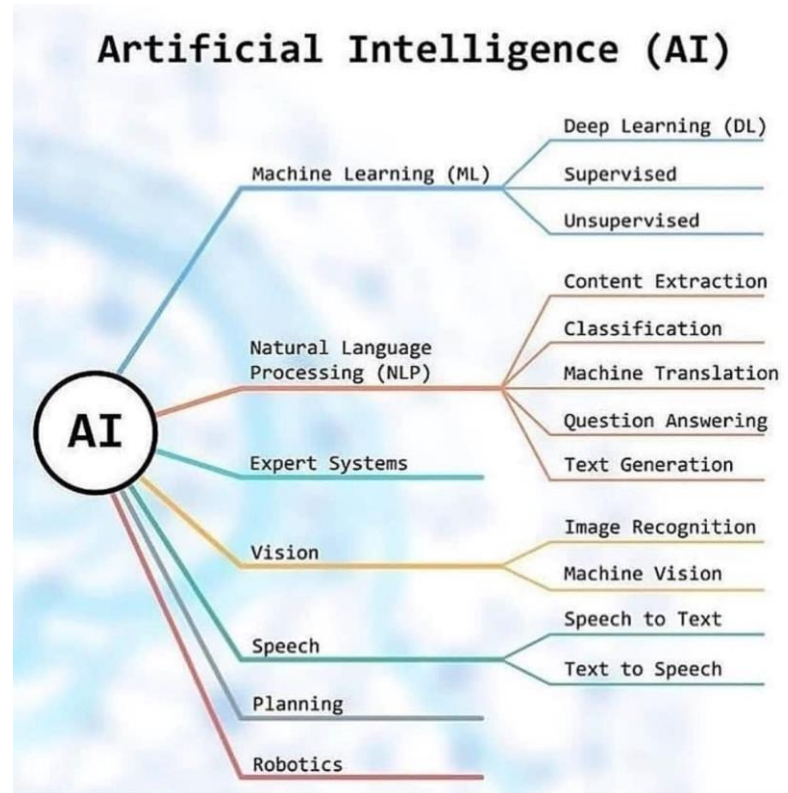 Artificial Intelligence (AI)
AI
Machine Learning (ML)
Deep Learning (DL)
Supervised
Unsupervised
Natural Language
Processing (NLP)
Content Extraction
Classification
Machine Translation
Question Answering
Text Generation
Expert Systems
Vision
Image Recognition
Machine Vision
Speech
Speech to Text
Text to Speech
Planning
Robotics